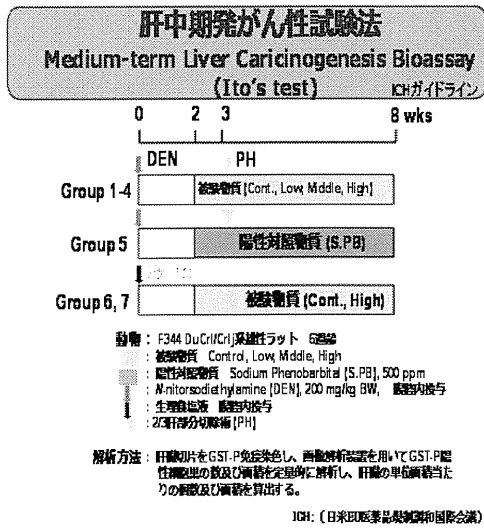 肝中期発がん性試験法
Medium-term Liver Caricinogenesis Bioassay
(Ito's test) ICHガイドライン
0 2 3 8 wks
DEN PH
Group 1-4 被験物質 (Cont., Low, Middle, High)
Group 5 陽性対照物質 (S.PB)
Group 6, 7 被験物質 (Cont., High)
動物 : F344 DuCrl/Crlj系雄性ラット 6週齢
: 被験物質 Control, Low, Middle, High
: 陽性対照物質 Sodium Phenobarbital (S.PB), 500 ppm
: N-nitorsodiethylamine (DEN), 200 mg/kg BW, 腹腔内投与
: 生理食塩液 腹腔内投与
: 2/3肝部分切除術 (PH)
解析方法 : 肝臓切片をGST-P免疫染色し、画像解析装置を用いてGST-P陽
性細胞巣の数及び面積を定量的に解析し、肝臓の単位面積当た
りの個数及び面積を算出する。
ICH: (日米EU医薬品規制調和国際会議)